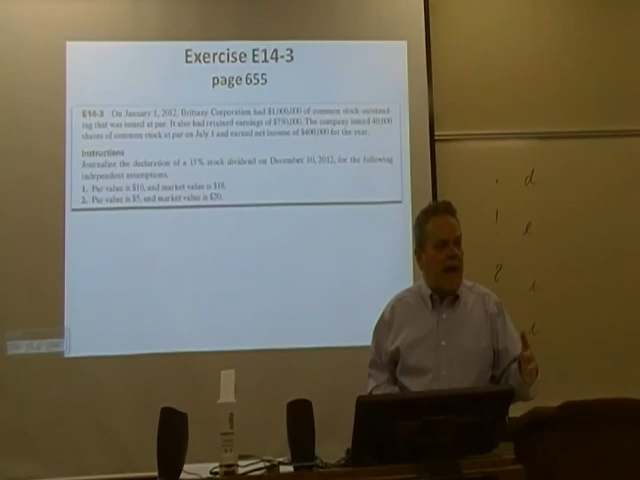 Exercise E14-3
page 655
E14-3 On January 1, 2012, Brittany Corporation had $1,000,000 of common stock outstand-
ing that was issued at par. It also had retained earnings of $750,000. The company issued 40,000
shares of common stock at par on July 1 and earned net income of $400,000 for the year.
Instructions
Journalize the declaration of a 15% stock dividend on December 10, 2012, for the following
independent assumptions.
1. Par value is $10, and market value is $18.
2. Par value is $5, and market value is $20.
d